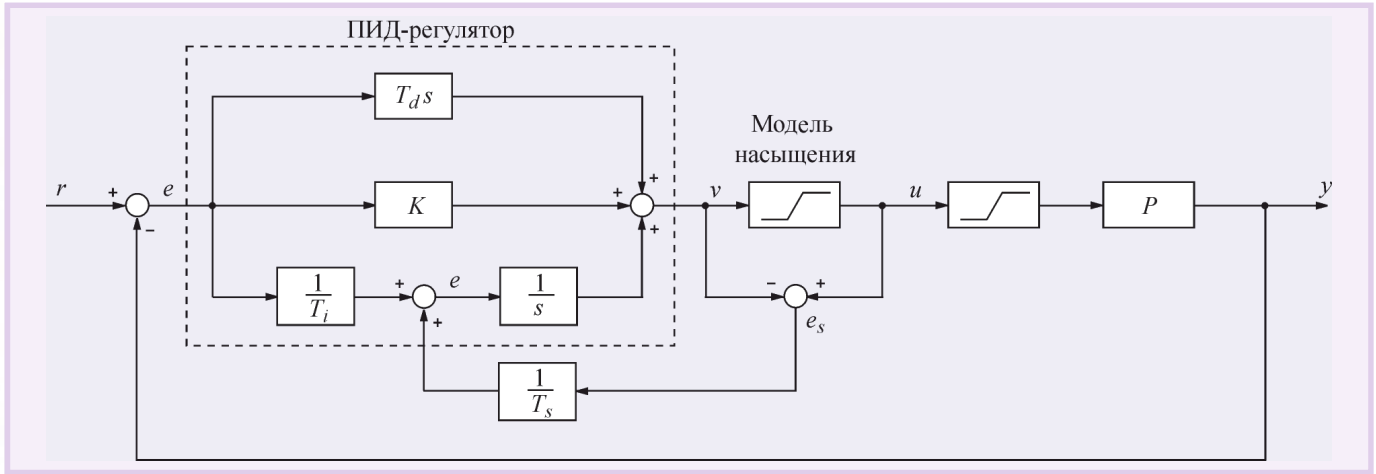 ПИД-регулятор
T_d s
Модель
насыщения
r
+
e
+
+
v
u
y
K
P
−
+
1
T_i
+
e
1
s
−
+
+
e_s
1
T_s